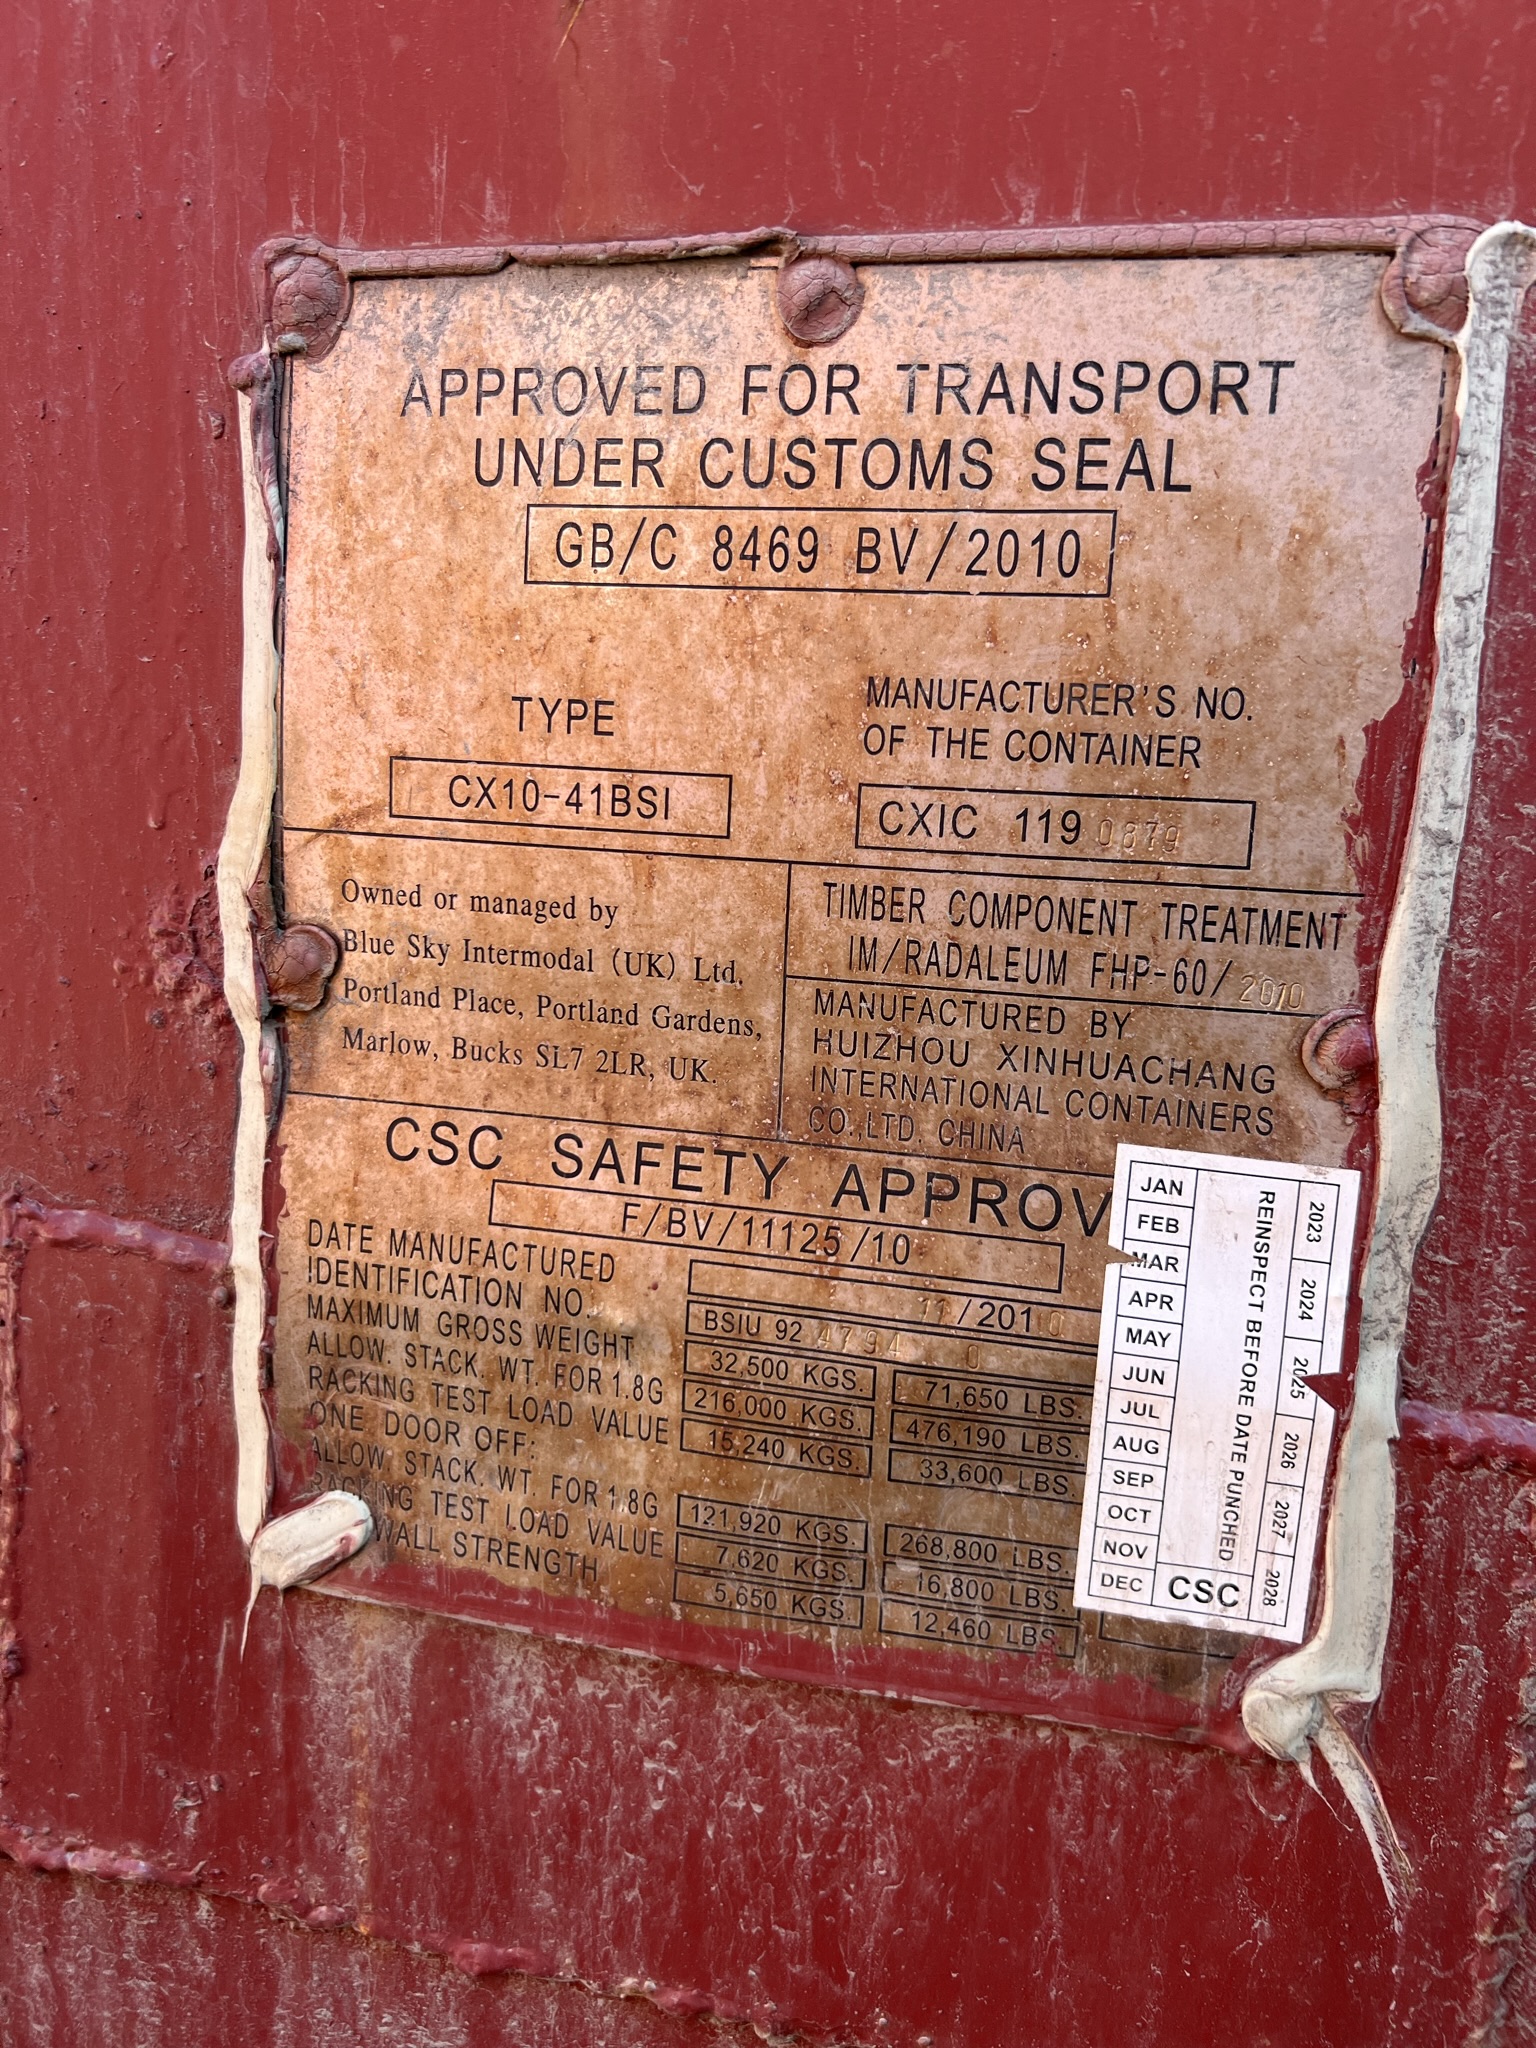 APPROVED FOR TRANSPORT
UNDER CUSTOMS SEAL
GB/C 8469 BV/2010
TYPE
CX10-41BSI
MANUFACTURER'S NO.
OF THE CONTAINER
CXIC 119 0879
Owned or managed by
Blue Sky Intermodal (UK) Ltd,
Portland Place, Portland Gardens,
Marlow, Bucks SL7 2LR, UK.
TIMBER COMPONENT TREATMENT
IM/RADALEUM FHP-60/2010
MANUFACTURED BY
HUIZHOU XINHUACHANG
INTERNATIONAL CONTAINERS
CO.,LTD. CHINA
CSC SAFETY APPROV
F/BV/11125/10
DATE MANUFACTURED 11/2010
IDENTIFICATION NO. BSIU 92 4794 0
MAXIMUM GROSS WEIGHT 32,500 KGS. 71,650 LBS.
ALLOW. STACK. WT. FOR 1.8G 216,000 KGS. 476,190 LBS.
RACKING TEST LOAD VALUE 15,240 KGS. 33,600 LBS.
ONE DOOR OFF:
ALLOW. STACK. WT. FOR 1.8G 121,920 KGS. 268,800 LBS.
RACKING TEST LOAD VALUE 7,620 KGS. 16,800 LBS.
WALL STRENGTH 5,650 KGS. 12,460 LBS.
JAN
FEB
MAR
APR
MAY
JUN
JUL
AUG
SEP
OCT
NOV
DEC
REINSPECT BEFORE DATE PUNCHED
CSC
2023
2024
2025
2026
2027
2028